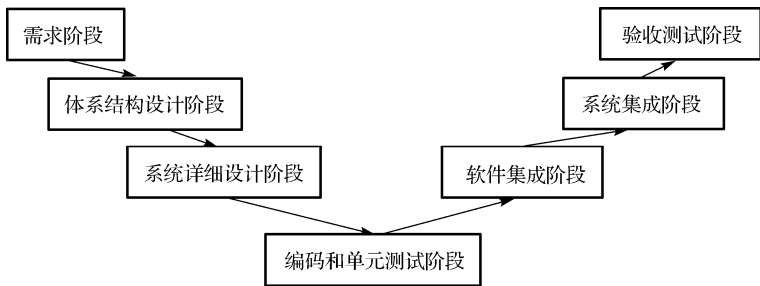 需求阶段
验收测试阶段
体系结构设计阶段
系统集成阶段
系统详细设计阶段
软件集成阶段
编码和单元测试阶段